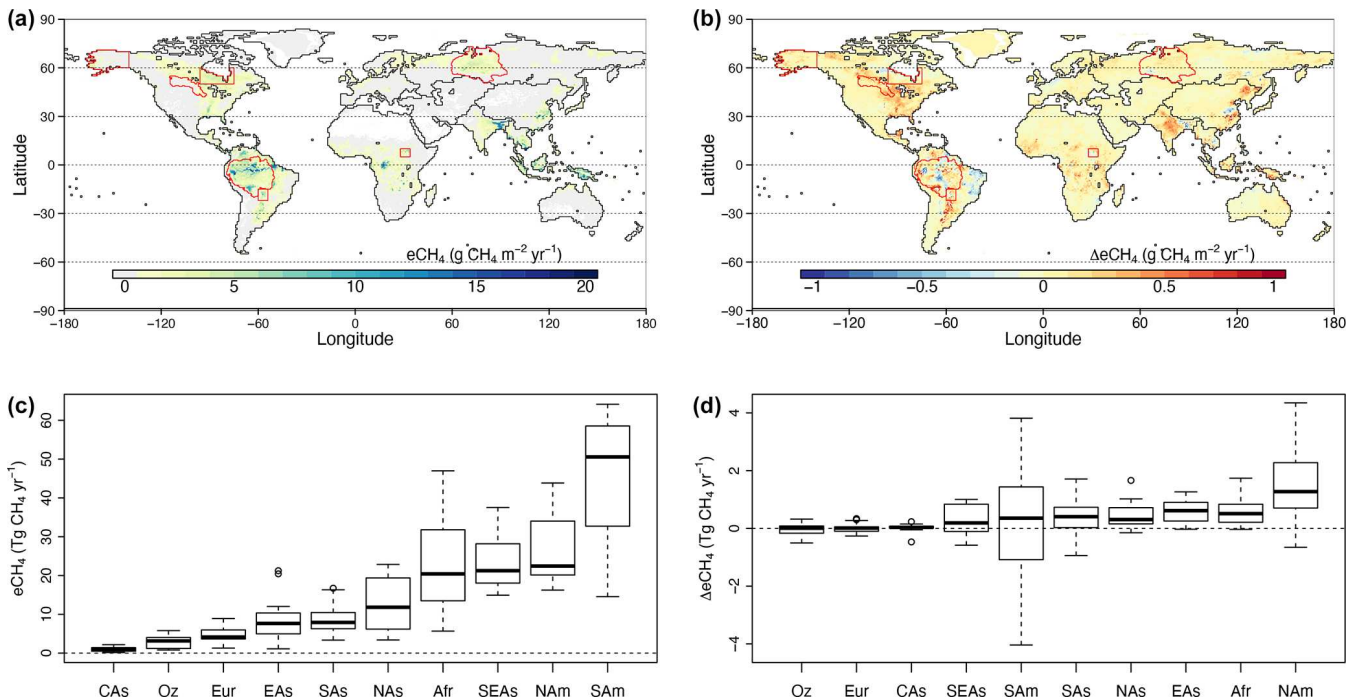 (a)
90
60
30
0
−30
−60
−90
Latitude
eCH₄ (g CH₄ m⁻² yr⁻¹)
0 5 10 15 20
−180 −120 −60 0 60 120 180
Longitude
(b)
90
60
30
0
−30
−60
−90
Latitude
ΔeCH₄ (g CH₄ m⁻² yr⁻¹)
−1 −0.5 0 0.5 1
−180 −120 −60 0 60 120 180
Longitude
(c)
60
50
40
30
20
10
0
eCH₄ (Tg CH₄ yr⁻¹)
CAs Oz Eur EAs SAs NAs Afr SEAs NAm SAm
(d)
4
2
0
−2
−4
ΔeCH₄ (Tg CH₄ yr⁻¹)
Oz Eur CAs SEAs SAm SAs NAs EAs Afr NAm